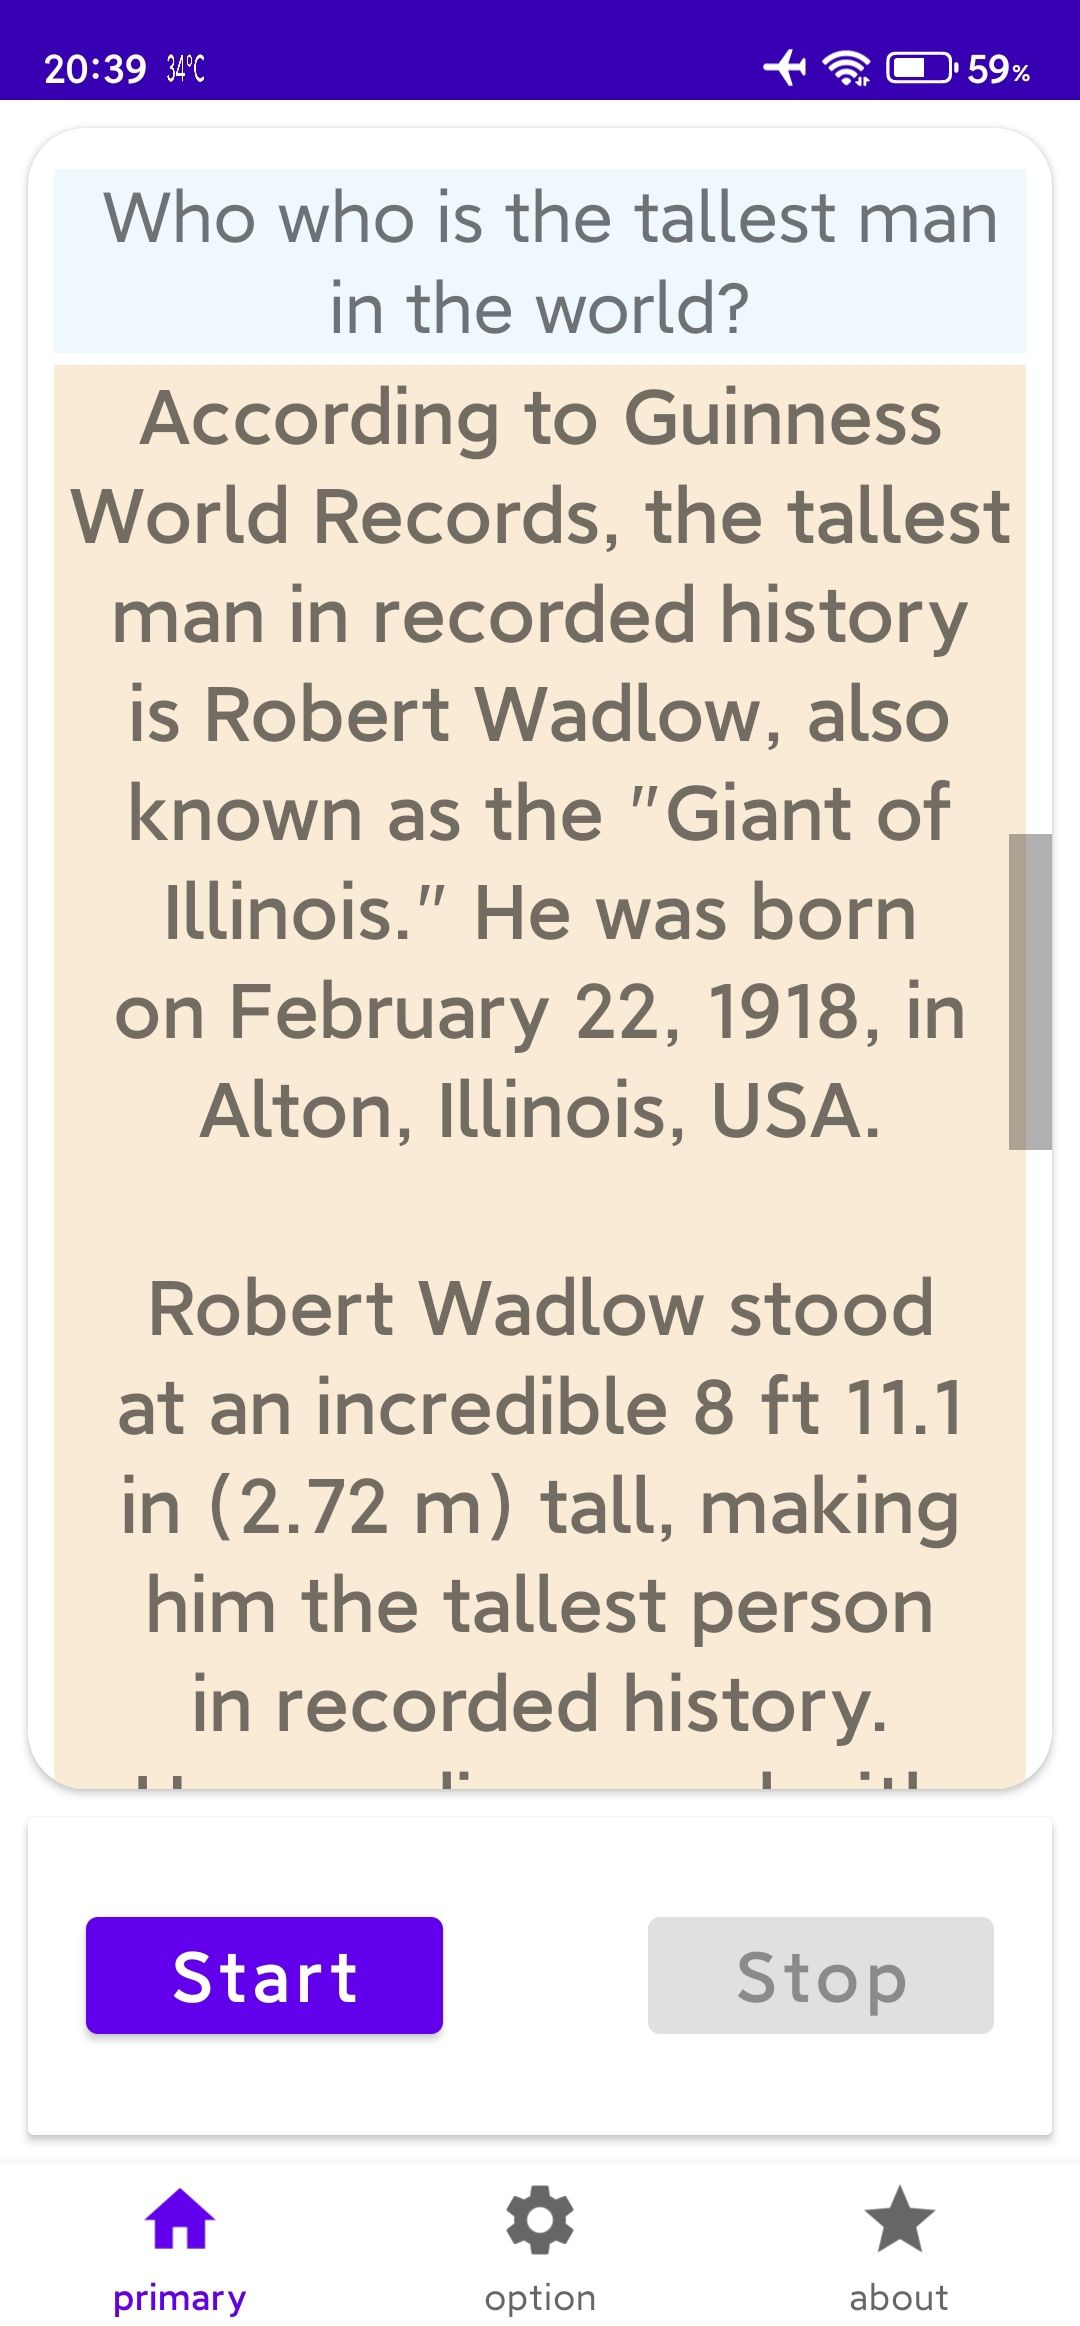 20:39 34°C 59%
Who who is the tallest man
in the world?
According to Guinness
World Records, the tallest
man in recorded history
is Robert Wadlow, also
known as the "Giant of
Illinois." He was born
on February 22, 1918, in
Alton, Illinois, USA.
Robert Wadlow stood
at an incredible 8 ft 11.1
in (2.72 m) tall, making
him the tallest person
in recorded history.
Start Stop
primary option about